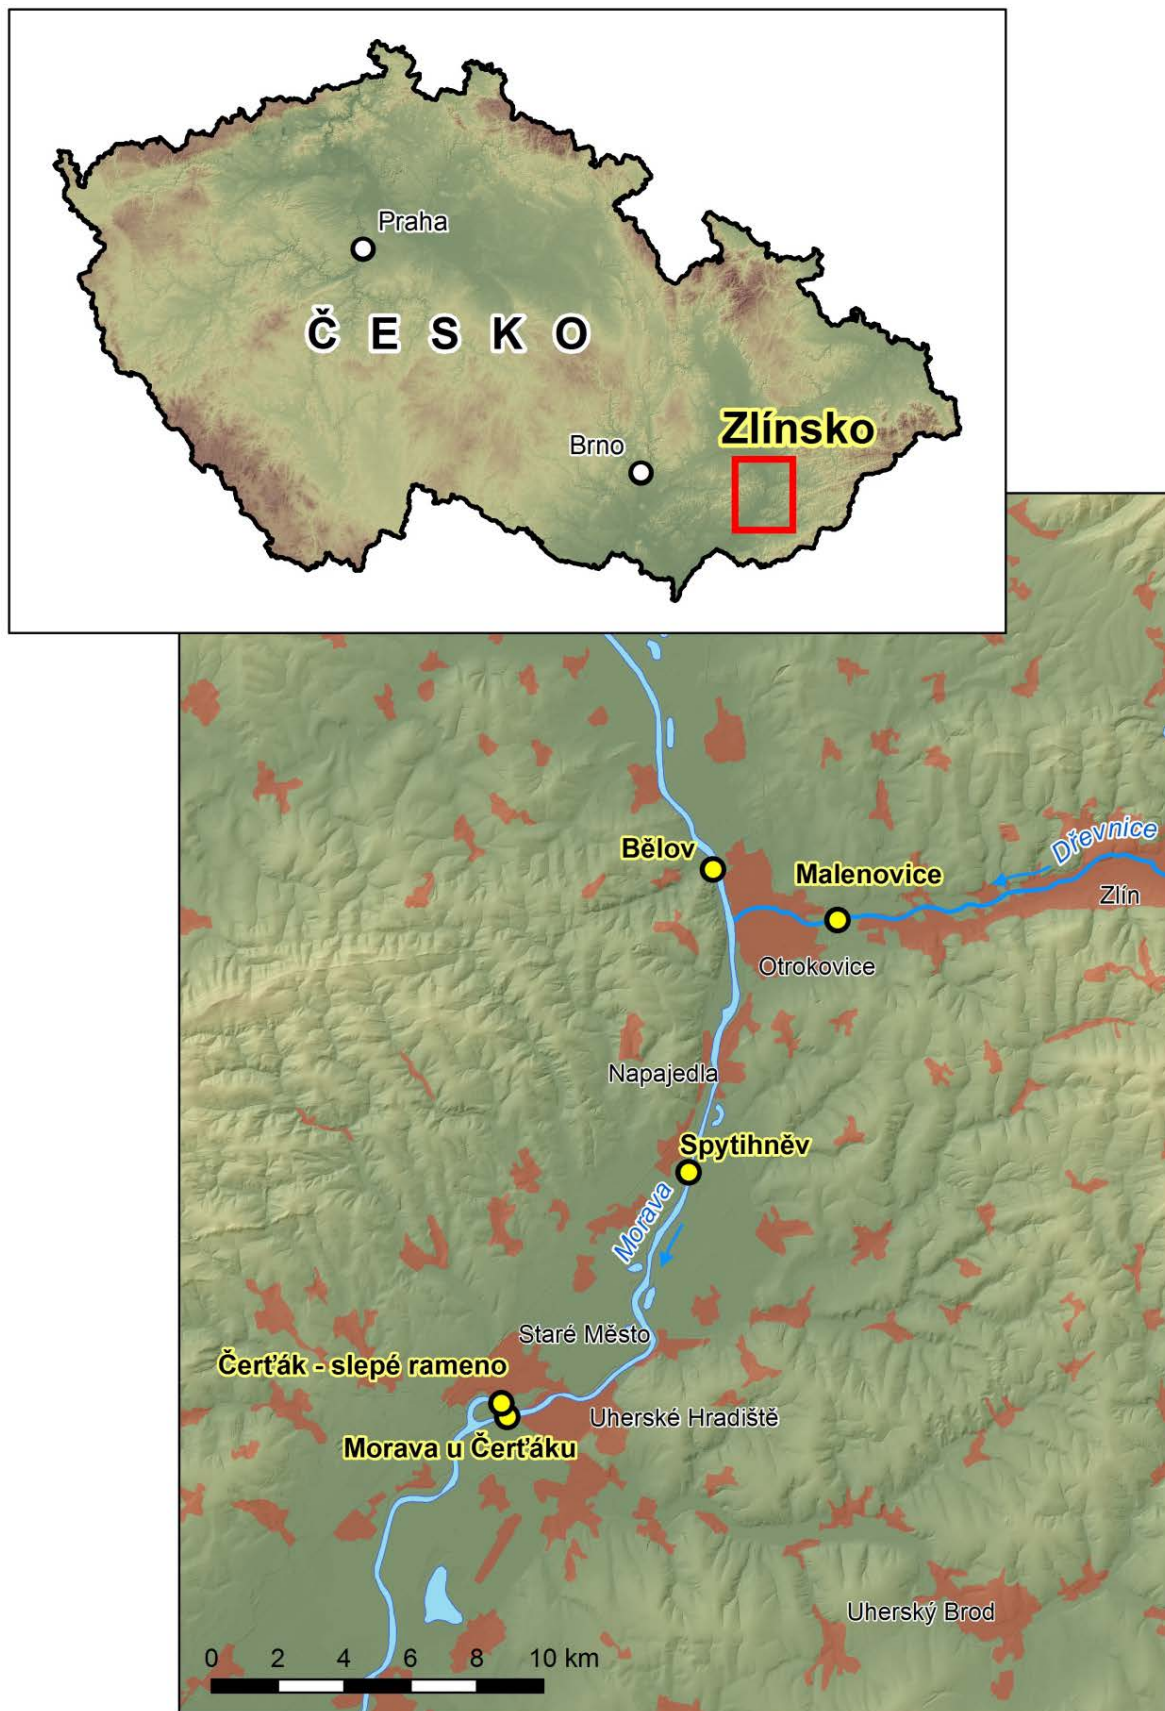 Praha
Č E S K O
Zlínsko
Brno
Dřevnice
Bělov
Malenovice
Zlín
Otrokovice
Napajedla
Spytihněv
Morava
Staré Město
Čerťák - slepé rameno
Uherské Hradiště
Morava u Čerťáku
Uherský Brod
0 2 4 6 8 10 km